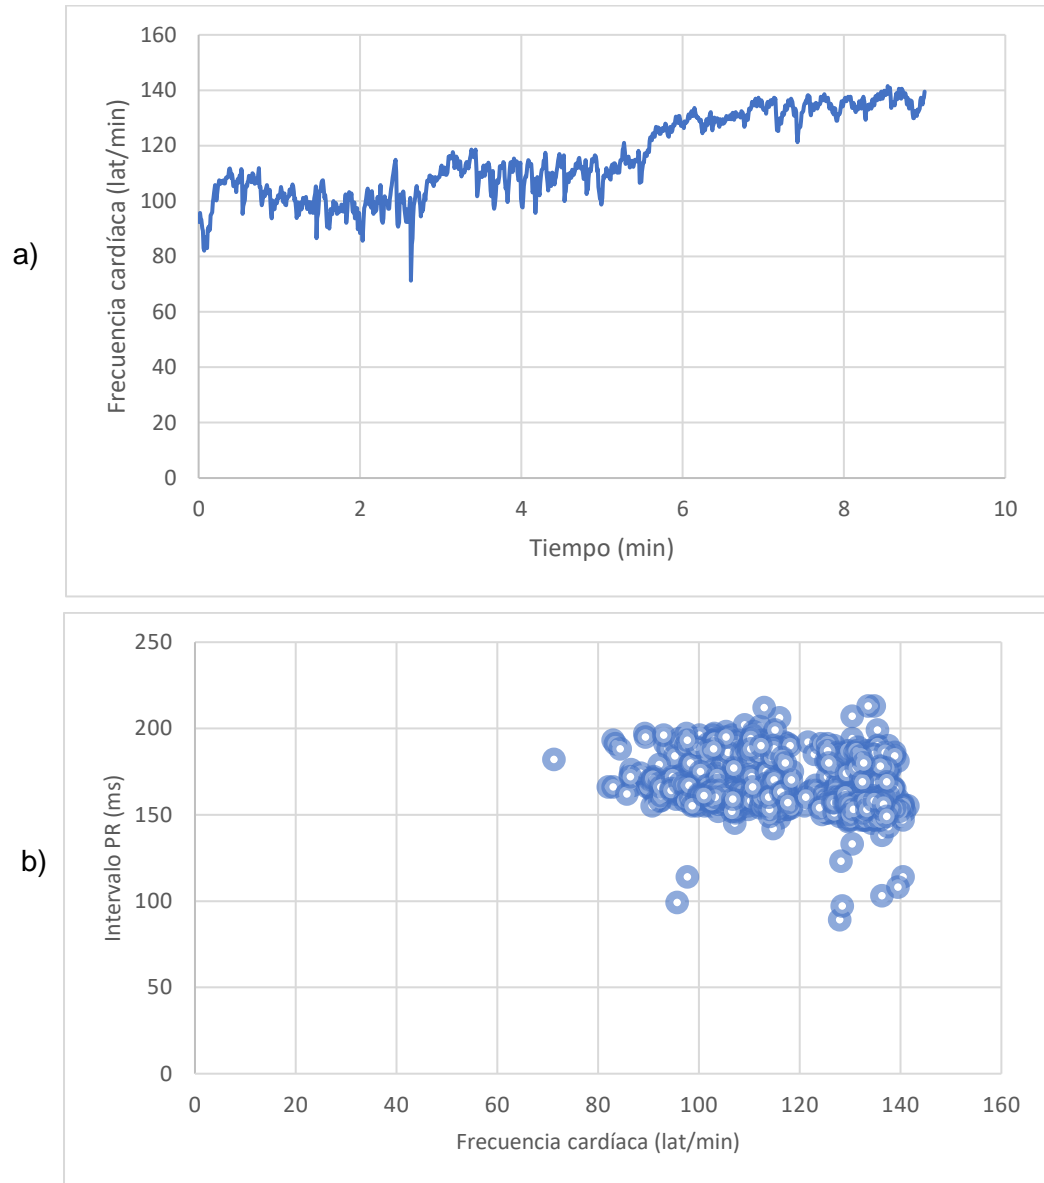 a)
Frecuencia cardíaca (lat/min)
160
140
120
100
80
60
40
20
0
0 2 4 6 8 10
Tiempo (min)
b)
Intervalo PR (ms)
250
200
150
100
50
0
0 20 40 60 80 100 120 140 160
Frecuencia cardíaca (lat/min)